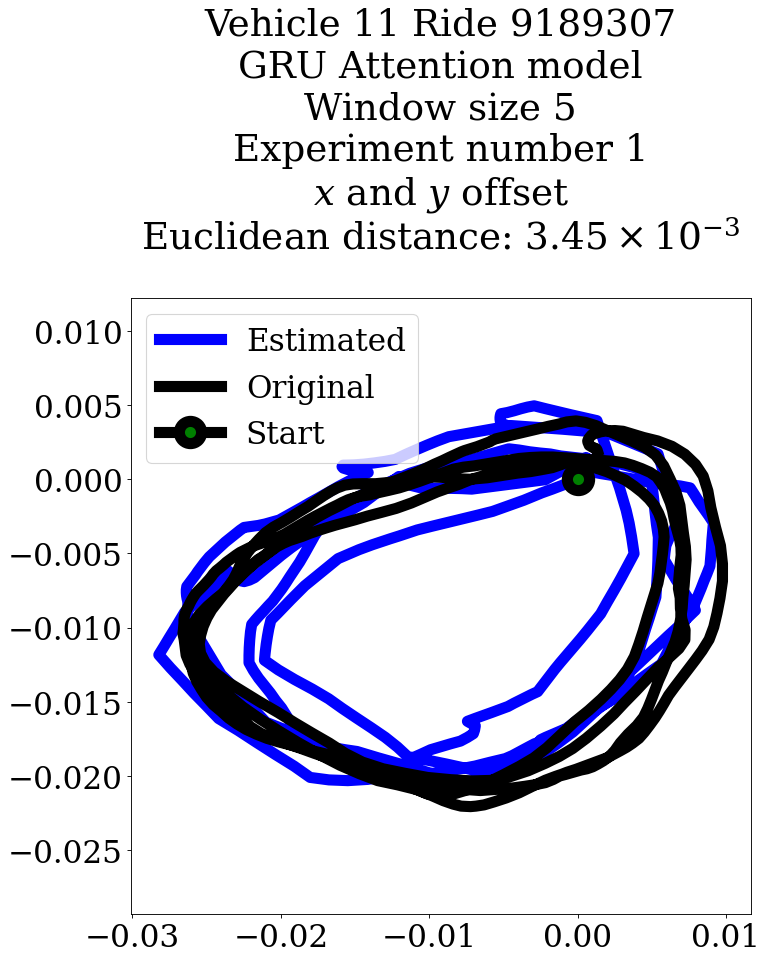 Vehicle 11 Ride 9189307
GRU Attention model
Window size 5
Experiment number 1
x and y offset
Euclidean distance: 3.45 × 10⁻³
Estimated
Original
Start
0.010
0.005
0.000
−0.005
−0.010
−0.015
−0.020
−0.025
−0.03 −0.02 −0.01 0.00 0.01